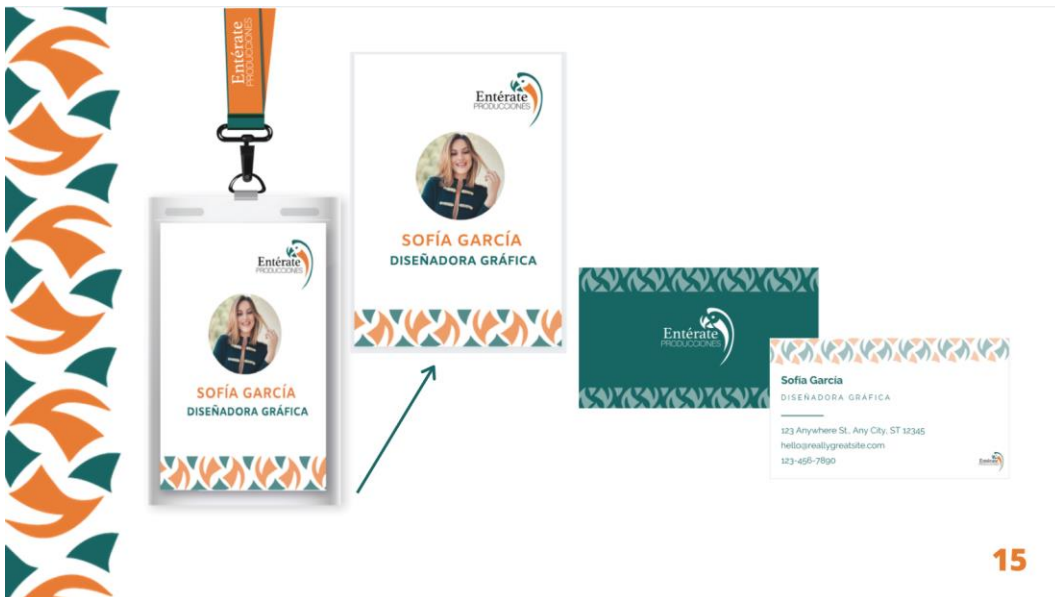 Entérate
PRODUCCIONES
Entérate
PRODUCCIONES
SOFÍA GARCÍA
DISEÑADORA GRÁFICA
Entérate
PRODUCCIONES
SOFÍA GARCÍA
DISEÑADORA GRÁFICA
Entérate
PRODUCCIONES
Sofía García
DISEÑADORA GRÁFICA
123 Anywhere St., Any City, ST 12345
hello@reallygreatsite.com
123-456-7890
Entérate
15